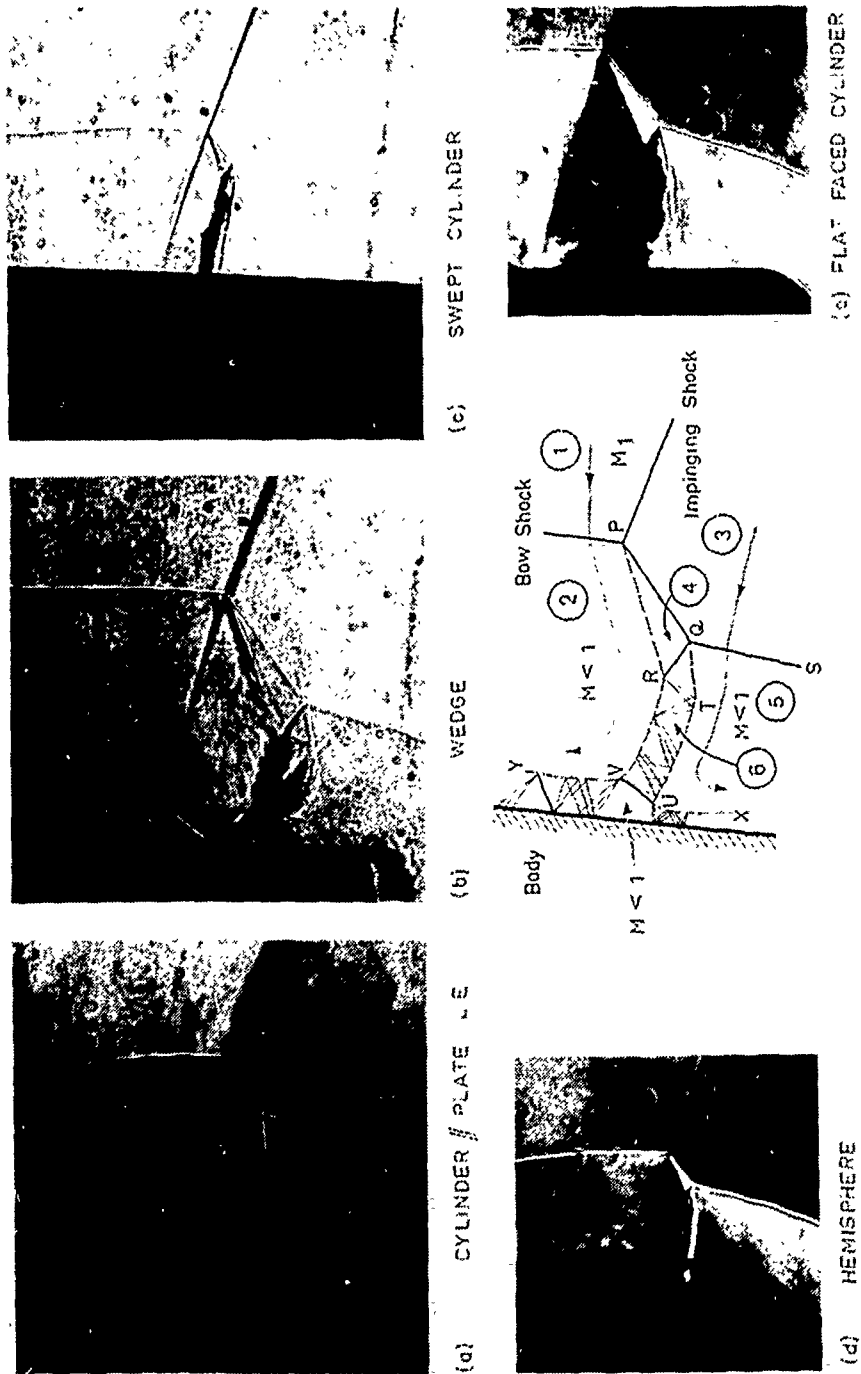 (a) CYLINDER // PLATE LE
(b) WEDGE
(c) SWEPT CYLINDER
(d) HEMISPHERE
Body
Bow Shock
Impinging Shock
M < 1
M < 1
M < 1
M1
1
2
3
4
5
6
P
Q
R
S
T
U
V
X
Y
(e) FLAT FACED CYLINDER